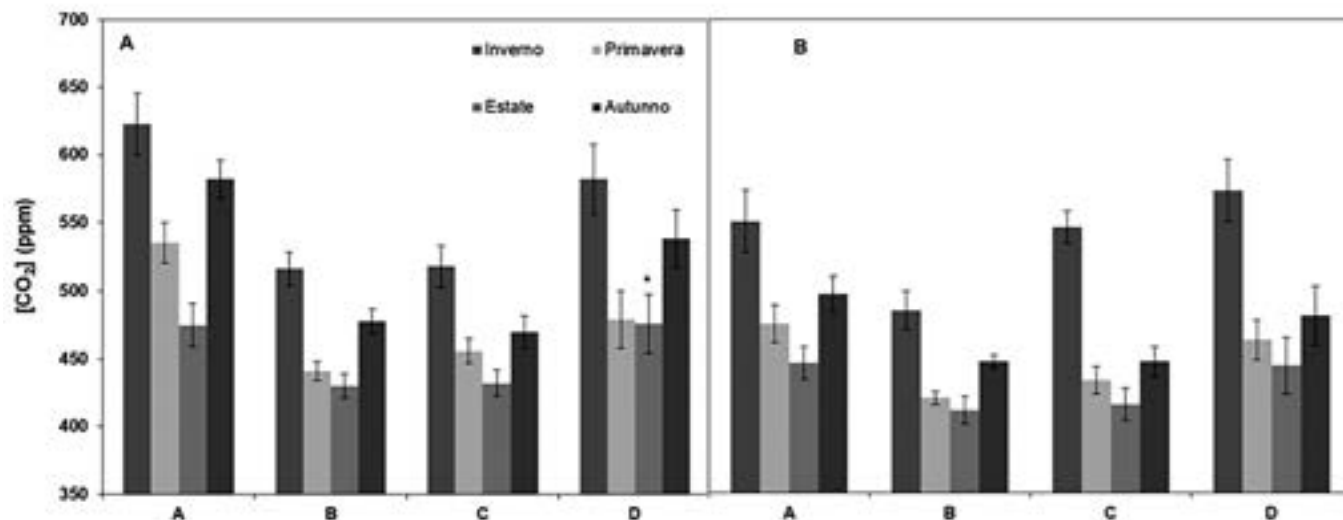 700
650
600
550
500
450
400
350
[CO₂] (ppm)
A
Inverno
Primavera
Estate
Autunno
*
A
B
C
D
B
A
B
C
D